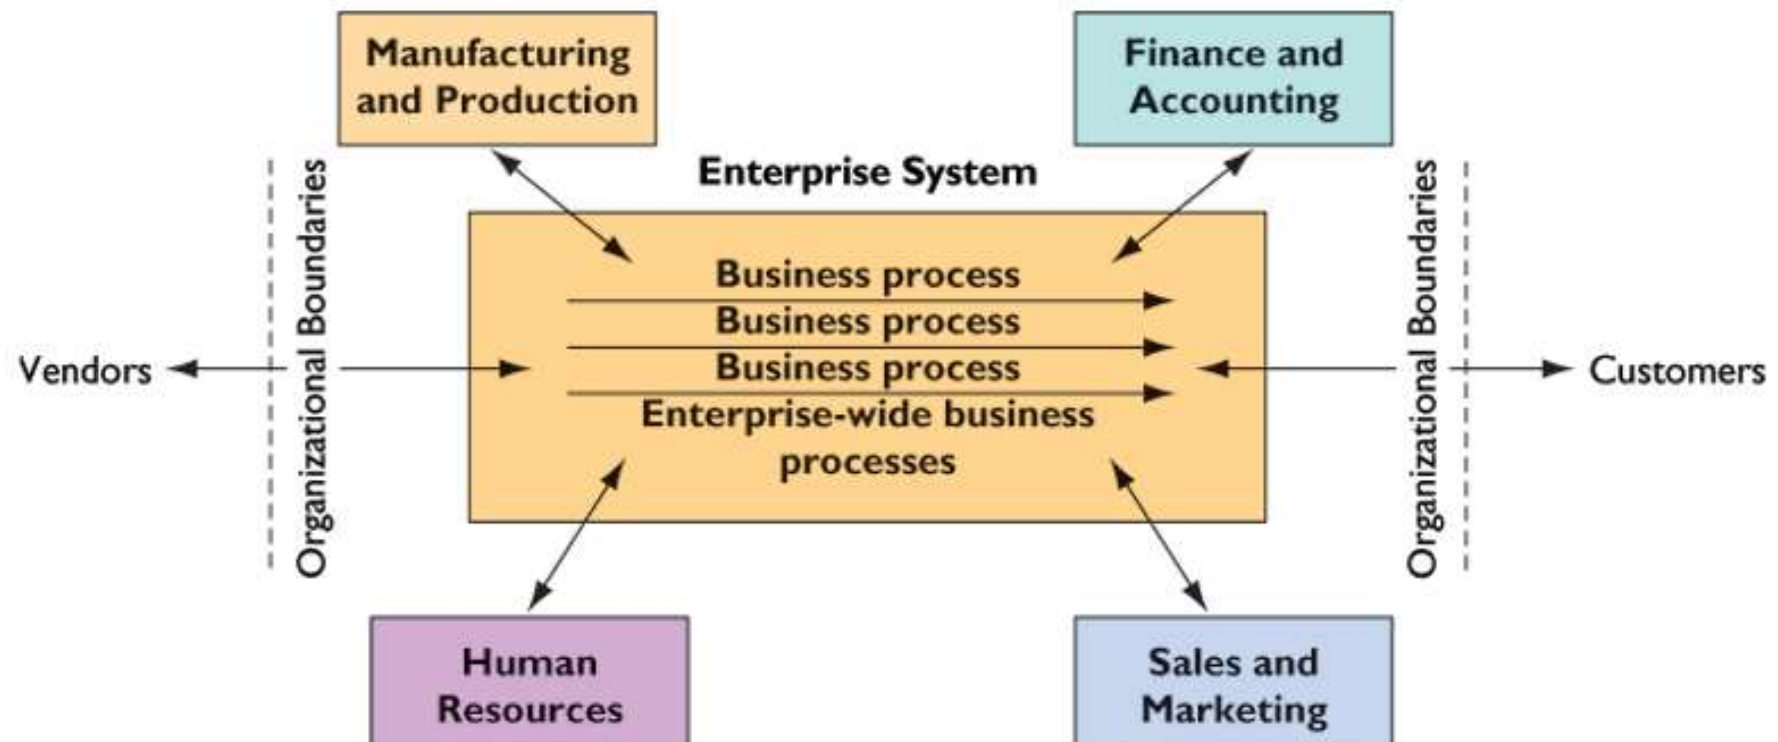 Manufacturing
and Production
Finance and
Accounting
Enterprise System
Organizational Boundaries
Organizational Boundaries
Business process
Business process
Business process
Enterprise-wide business
processes
Vendors
Customers
Human
Resources
Sales and
Marketing